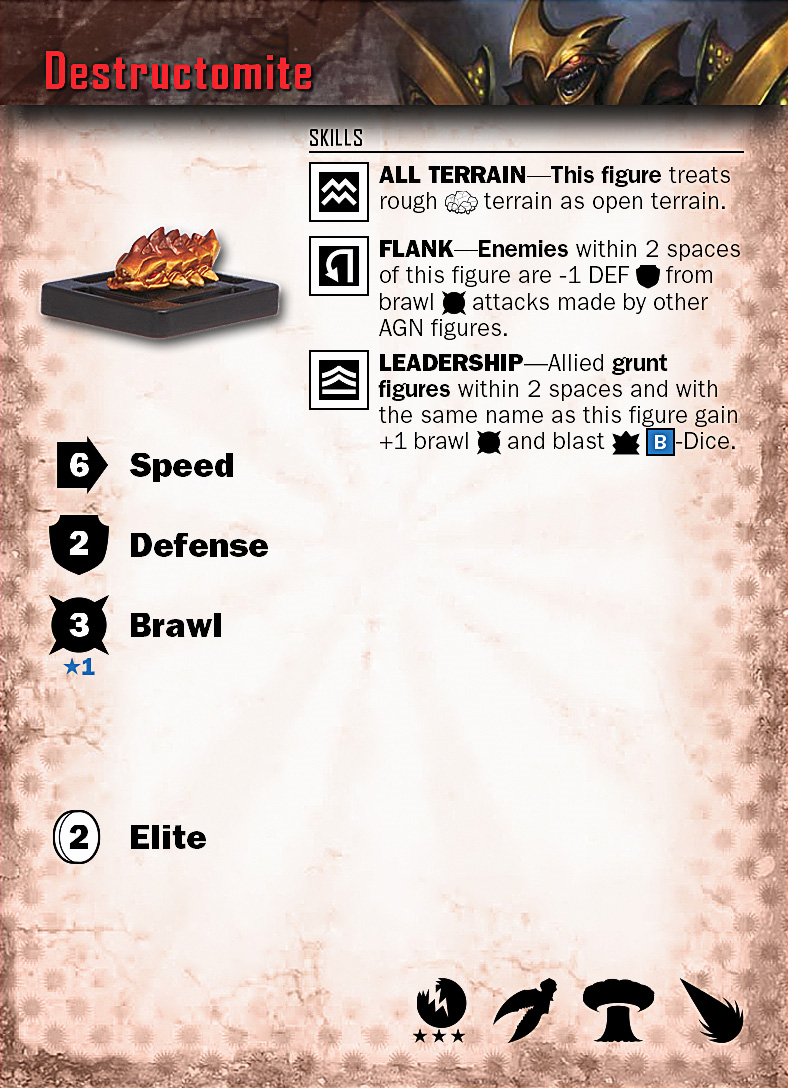 Destructomite
SKILLS
ALL TERRAIN—This figure treats
rough terrain as open terrain.
FLANK—Enemies within 2 spaces
of this figure are -1 DEF from
brawl attacks made by other
AGN figures.
LEADERSHIP—Allied grunt
figures within 2 spaces and with
the same name as this figure gain
+1 brawl and blast B-Dice.
6 Speed
2 Defense
3 Brawl
★1
2 Elite
★★★